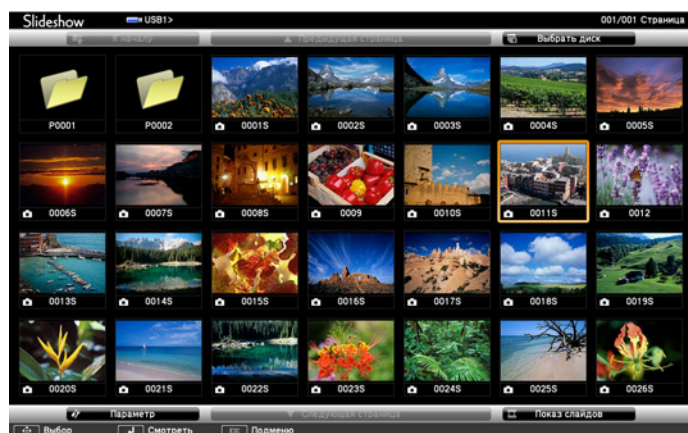 Slideshow USB1> 001/001 Страница
К началу Предыдущая страница Выбрать диск
P0001 P0002 0001S 0002S 0003S 0004S 0005S
0006S 0007S 0008S 0009 0010S 0011S 0012
0013S 0014S 0015S 0016S 0017S 0018S 0019S
0020S 0021S 0022S 0023S 0024S 0025S 0026S
Параметр Следующая страница Показ слайдов
Выбор Смотреть Esc Подменю